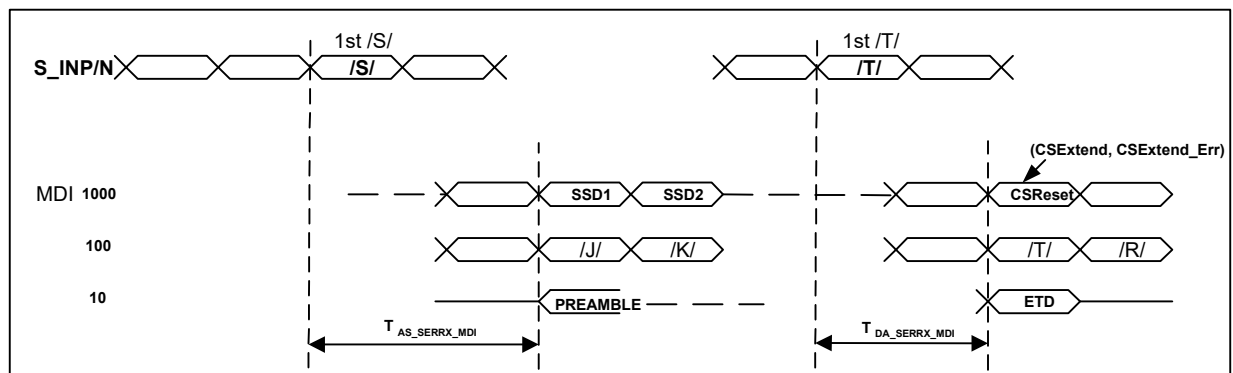 1st /S/ 1st /T/
S_INP/N /S/ /T/
(CSExtend, CSExtend_Err)
MDI 1000 SSD1 SSD2 CSReset
100 /J/ /K/ /T/ /R/
10 PREAMBLE ETD
T AS_SERRX_MDI T DA_SERRX_MDI